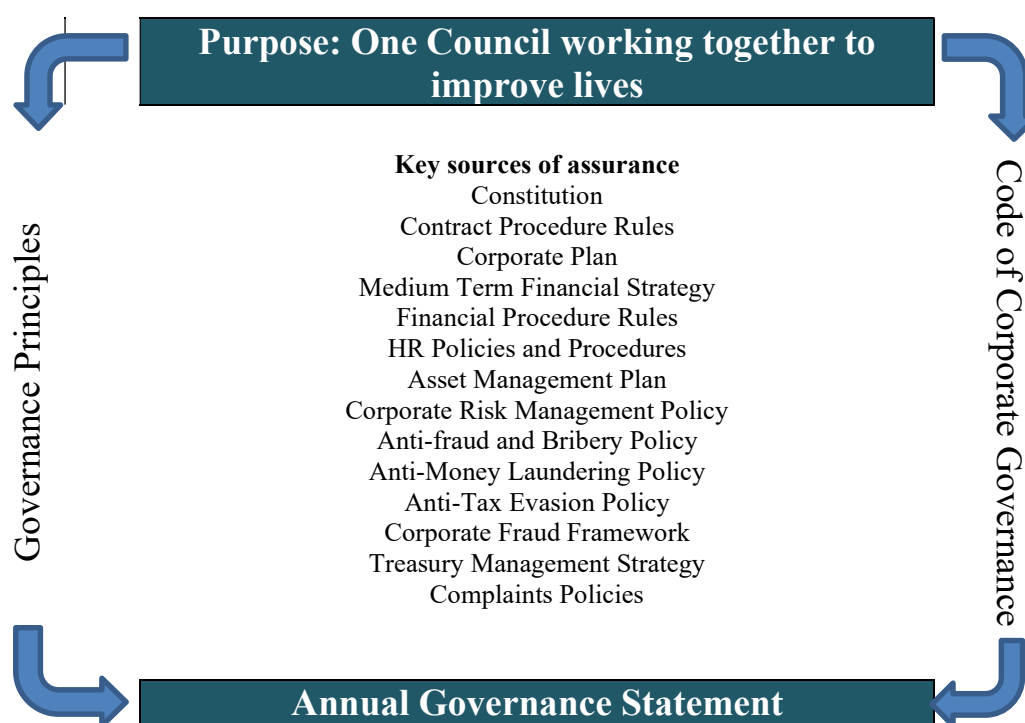 Purpose: One Council working together to
improve lives
Governance Principles
Key sources of assurance
Constitution
Contract Procedure Rules
Corporate Plan
Medium Term Financial Strategy
Financial Procedure Rules
HR Policies and Procedures
Asset Management Plan
Corporate Risk Management Policy
Anti-fraud and Bribery Policy
Anti-Money Laundering Policy
Anti-Tax Evasion Policy
Corporate Fraud Framework
Treasury Management Strategy
Complaints Policies
Code of Corporate Governance
Annual Governance Statement